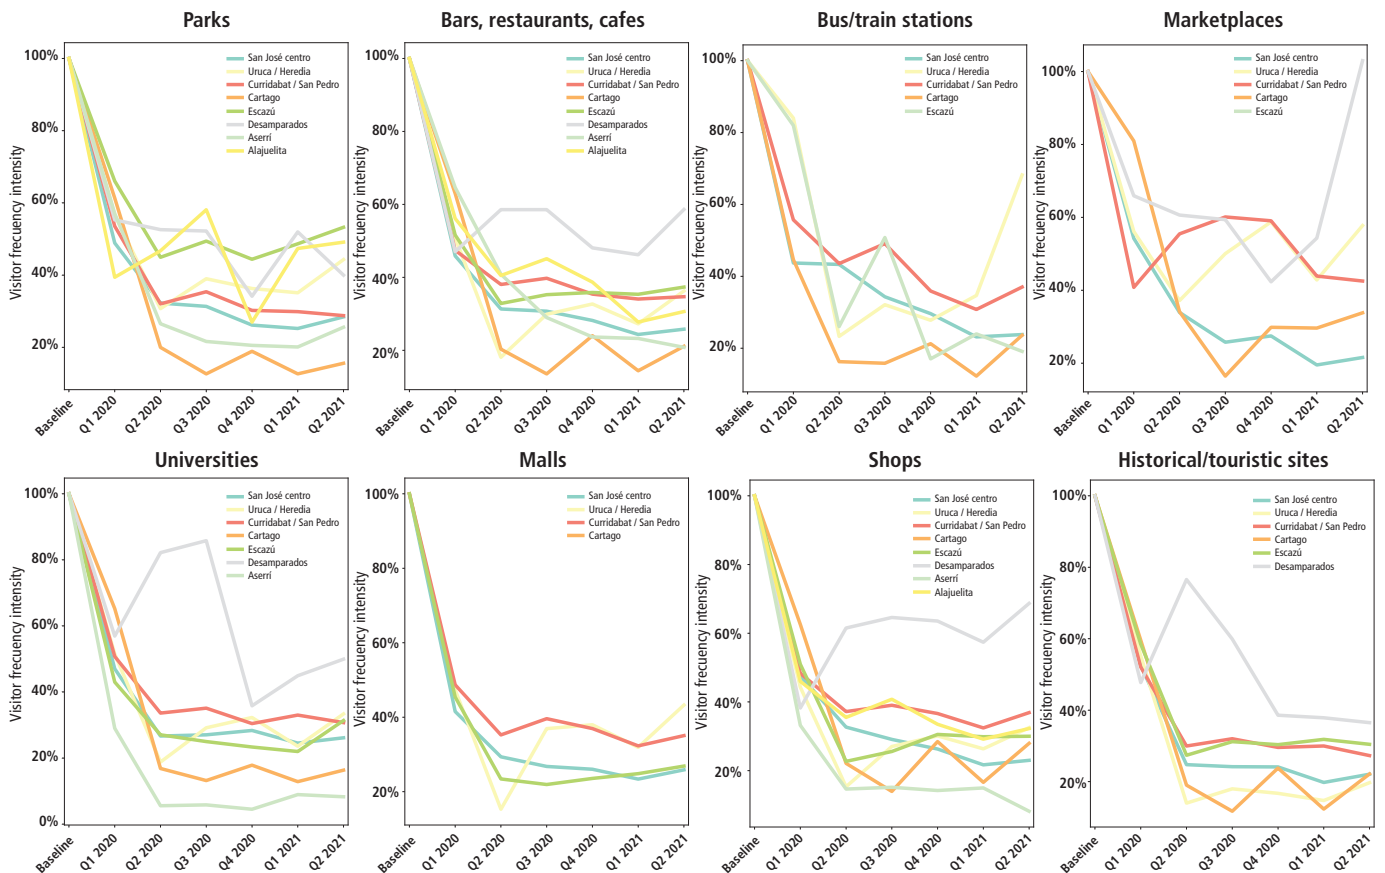 Parks
Visitor frecuency intensity
100%
80%
60%
40%
20%
San José centro
Uruca / Heredia
Curridabat / San Pedro
Cartago
Escazú
Desamparados
Aserrí
Alajuelita
Baseline
Q1 2020
Q2 2020
Q3 2020
Q4 2020
Q1 2021
Q2 2021
Bars, restaurants, cafes
Visitor frecuency intensity
100%
80%
60%
40%
20%
San José centro
Uruca / Heredia
Curridabat / San Pedro
Cartago
Escazú
Desamparados
Aserrí
Alajuelita
Baseline
Q1 2020
Q2 2020
Q3 2020
Q4 2020
Q1 2021
Q2 2021
Bus/train stations
Visitor frecuency intensity
100%
80%
60%
40%
20%
San José centro
Uruca / Heredia
Curridabat / San Pedro
Cartago
Escazú
Baseline
Q1 2020
Q2 2020
Q3 2020
Q4 2020
Q1 2021
Q2 2021
Marketplaces
Visitor frecuency intensity
100%
80%
60%
40%
20%
San José centro
Uruca / Heredia
Curridabat / San Pedro
Cartago
Escazú
Baseline
Q1 2020
Q2 2020
Q3 2020
Q4 2020
Q1 2021
Q2 2021
Universities
Visitor frecuency intensity
100%
80%
60%
40%
20%
0%
San José centro
Uruca / Heredia
Curridabat / San Pedro
Cartago
Escazú
Desamparados
Aserrí
Baseline
Q1 2020
Q2 2020
Q3 2020
Q4 2020
Q1 2021
Q2 2021
Malls
Visitor frecuency intensity
100%
80%
60%
40%
20%
San José centro
Uruca / Heredia
Curridabat / San Pedro
Cartago
Baseline
Q1 2020
Q2 2020
Q3 2020
Q4 2020
Q1 2021
Q2 2021
Shops
Visitor frecuency intensity
100%
80%
60%
40%
20%
San José centro
Uruca / Heredia
Curridabat / San Pedro
Cartago
Escazú
Desamparados
Aserrí
Alajuelita
Baseline
Q1 2020
Q2 2020
Q3 2020
Q4 2020
Q1 2021
Q2 2021
Historical/touristic sites
Visitor frecuency intensity
100%
80%
60%
40%
20%
San José centro
Uruca / Heredia
Curridabat / San Pedro
Cartago
Escazú
Desamparados
Baseline
Q1 2020
Q2 2020
Q3 2020
Q4 2020
Q1 2021
Q2 2021